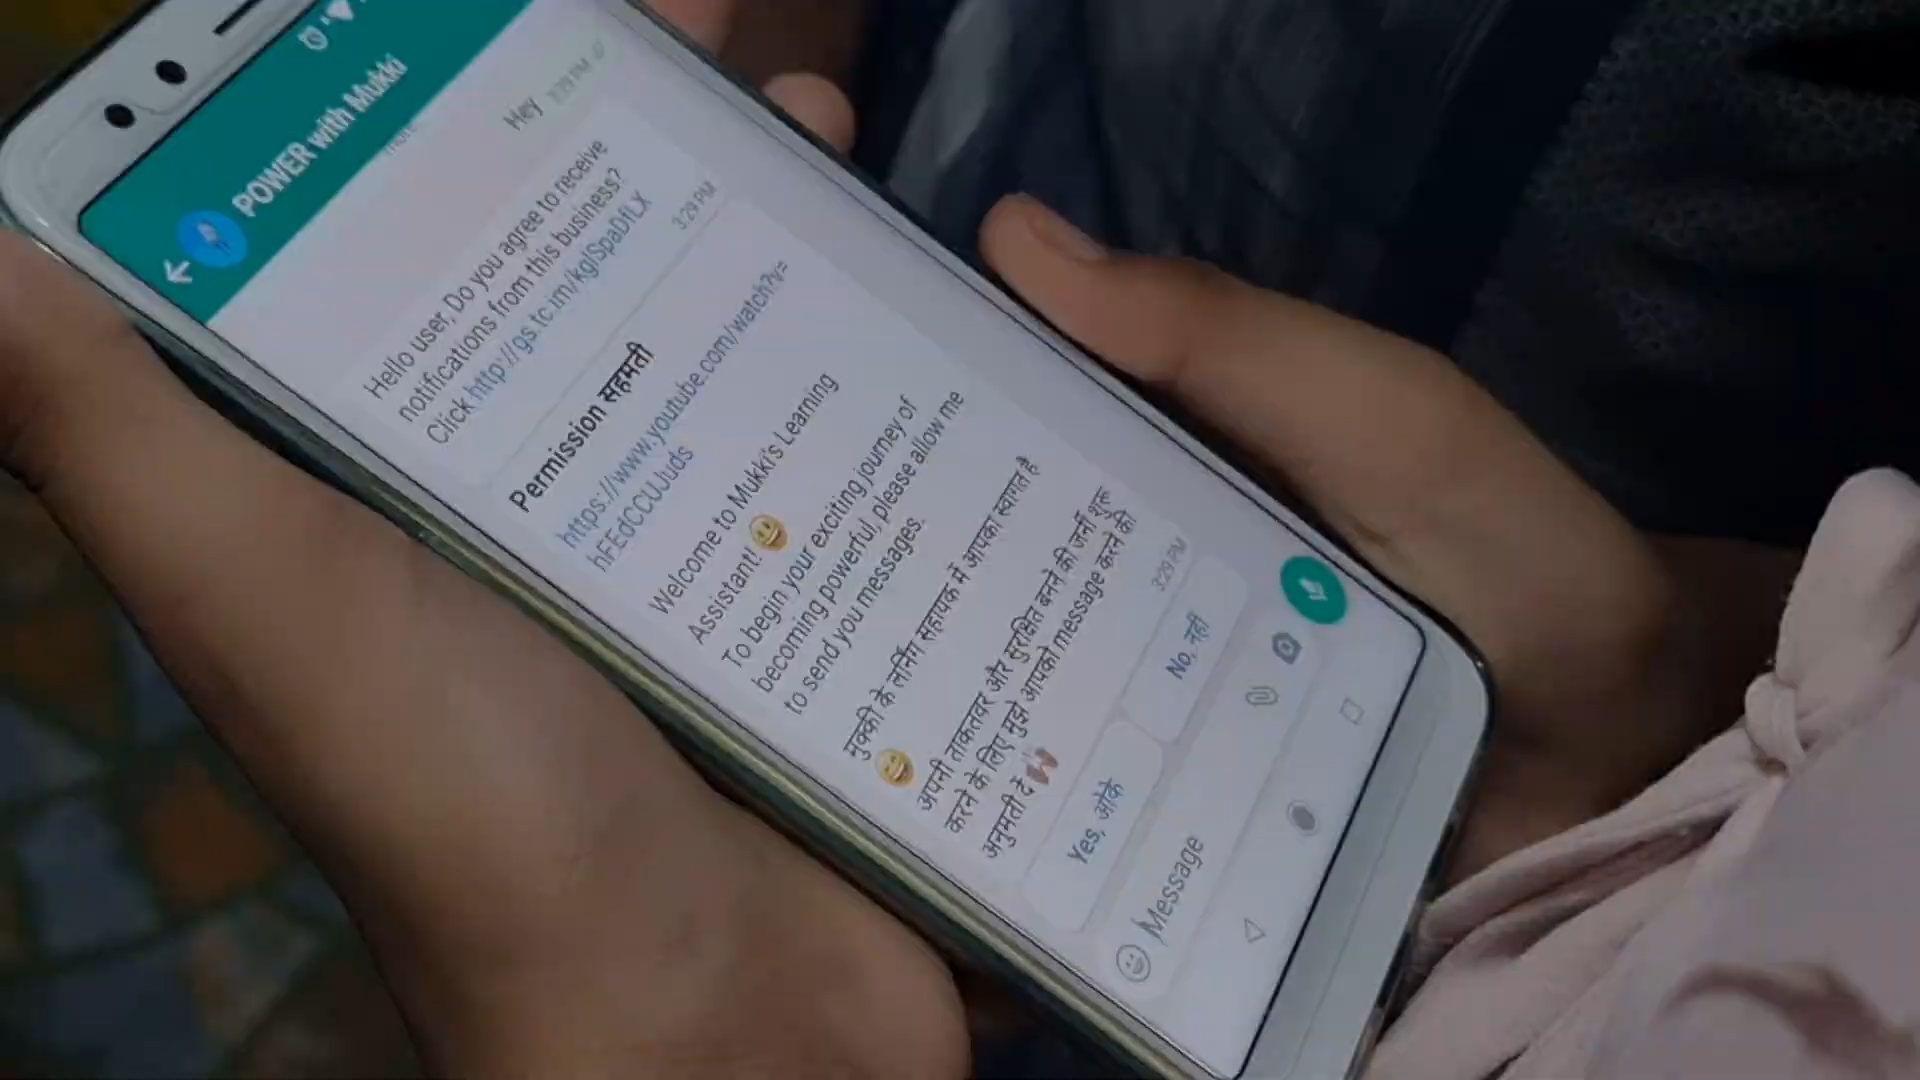 POWER with Mukki
Hey 3:29 PM
Hello user, Do you agree to receive
notifications from this business?
Click http://gs.tc.im/kglSpaDfLX
3:29 PM
Permission सहमती
https://www.youtube.com/watch?v=
hFEdCCUJuds
Welcome to Mukki's Learning
Assistant! 😀
To begin your exciting journey of
becoming powerful, please allow me
to send you messages.
मुक्की के लर्निंग सहायक में आपका स्वागत है
😀
अपनी ताकतवर और सुरक्षित बनने की जर्नी शुरू
करने के लिए मुझे आपको message करने की
अनुमती दें 🙌🏾
3:29 PM
Yes, ओके
No, नहीं
Message